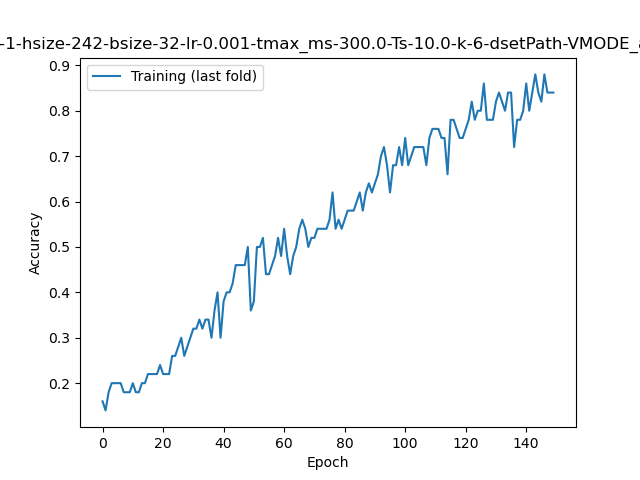 -1-hsize-242-bsize-32-lr-0.001-tmax_ms-300.0-Ts-10.0-k-6-dsetPath-VMODE_
Training (last fold)
0.9
0.8
0.7
0.6
0.5
0.4
0.3
0.2
Accuracy
0 20 40 60 80 100 120 140
Epoch